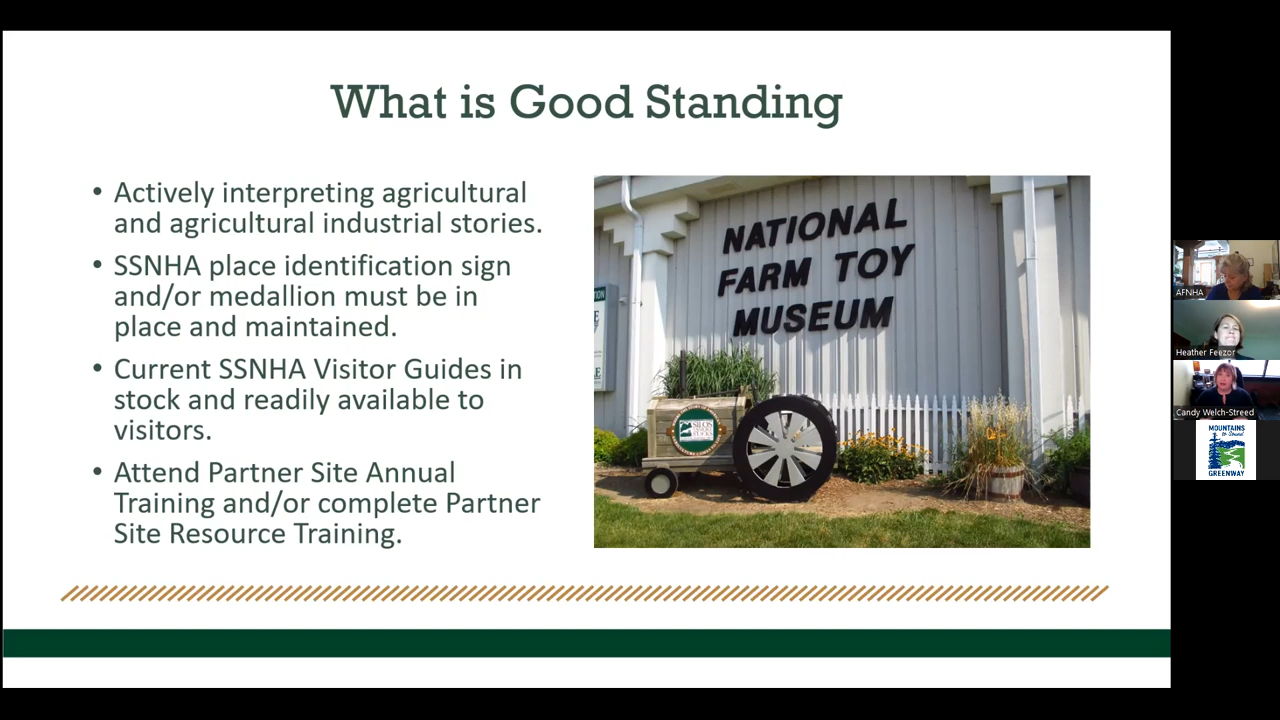 What is Good Standing
• Actively interpreting agricultural
and agricultural industrial stories.
• SSNHA place identification sign
and/or medallion must be in
place and maintained.
• Current SSNHA Visitor Guides in
stock and readily available to
visitors.
• Attend Partner Site Annual
Training and/or complete Partner
Site Resource Training.
NATIONAL
FARM TOY
MUSEUM
SILOS
AFNHA
Heather Feezor
Candy Welch-Streed
MOUNTAINS
to Sound
GREENWAY